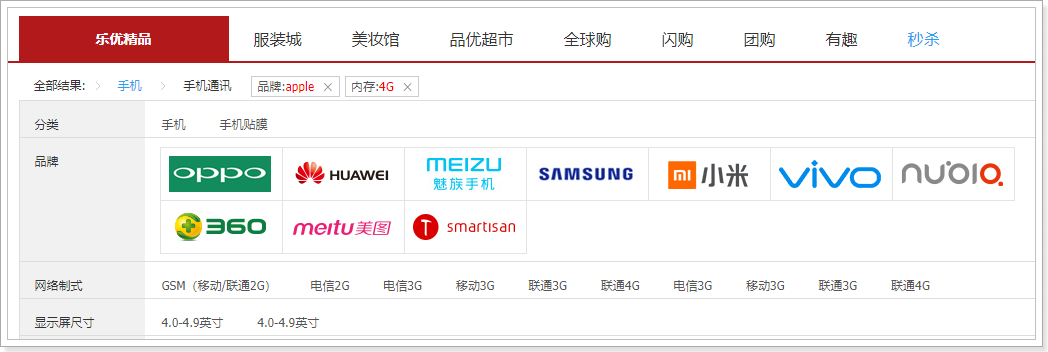 乐优精品 服装城 美妆馆 品优超市 全球购 闪购 团购 有趣 秒杀
全部结果: 手机 手机通讯 品牌:apple × 内存:4G ×
分类 手机 手机贴膜
品牌 OPPO HUAWEI MEIZU 魅族手机 SAMSUNG MI 小米 vivo nubia
360 meitu美图 T smartisan
网络制式 GSM（移动/联通2G） 电信2G 电信3G 移动3G 联通3G 联通4G 电信3G 移动3G 联通3G 联通4G
显示屏尺寸 4.0-4.9英寸 4.0-4.9英寸